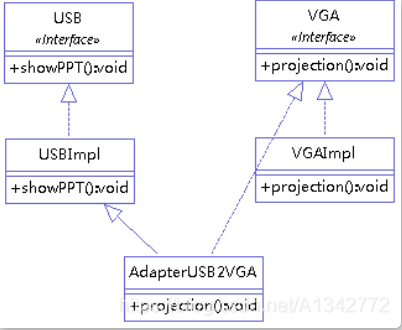 USB
«Interface»
+showPPT():void
VGA
«Interface»
+projection():void
USBImpl
+showPPT():void
VGAImpl
+projection():void
AdapterUSB2VGA
+projection():void